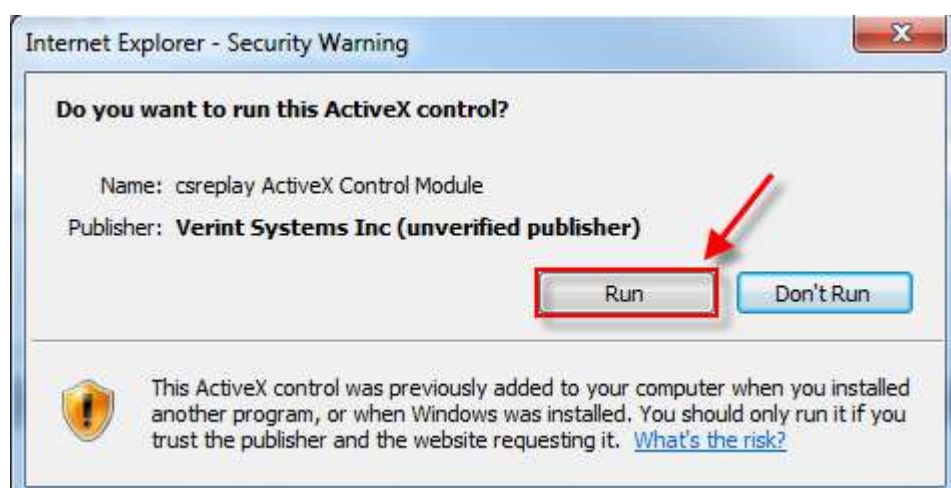 Internet Explorer - Security Warning
Do you want to run this ActiveX control?
Name: csreplay ActiveX Control Module
Publisher: Verint Systems Inc (unverified publisher)
Run Don't Run
This ActiveX control was previously added to your computer when you installed
another program, or when Windows was installed. You should only run it if you
trust the publisher and the website requesting it. What's the risk?